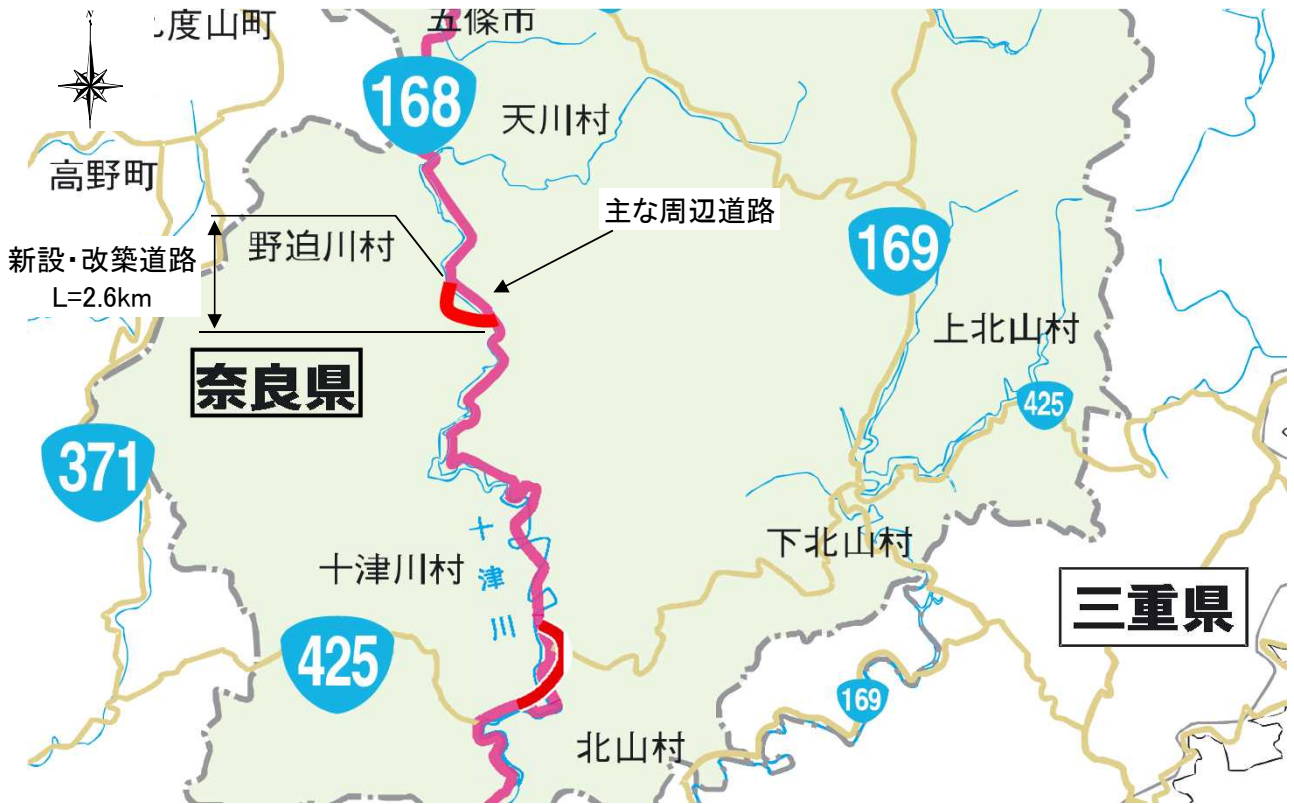 N
度山町
五條市
168
天川村
高野町
主な周辺道路
野迫川村
169
新設・改築道路
L=2.6km
上北山村
奈良県
425
371
十津川
下北山村
十津川村
三重県
425
169
北山村